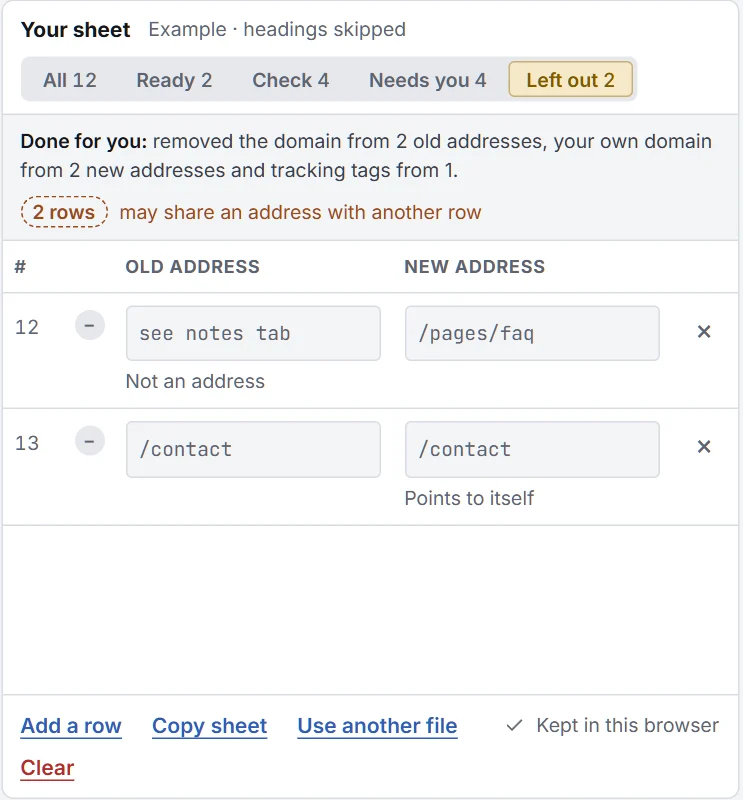 Your sheet Example · headings skipped
All 12 Ready 2 Check 4 Needs you 4 Left out 2
Done for you: removed the domain from 2 old addresses, your own domain
from 2 new addresses and tracking tags from 1.
2 rows may share an address with another row
# OLD ADDRESS NEW ADDRESS
12 − see notes tab /pages/faq ×
Not an address
13 − /contact /contact ×
Points to itself
Add a row Copy sheet Use another file ✓ Kept in this browser
Clear